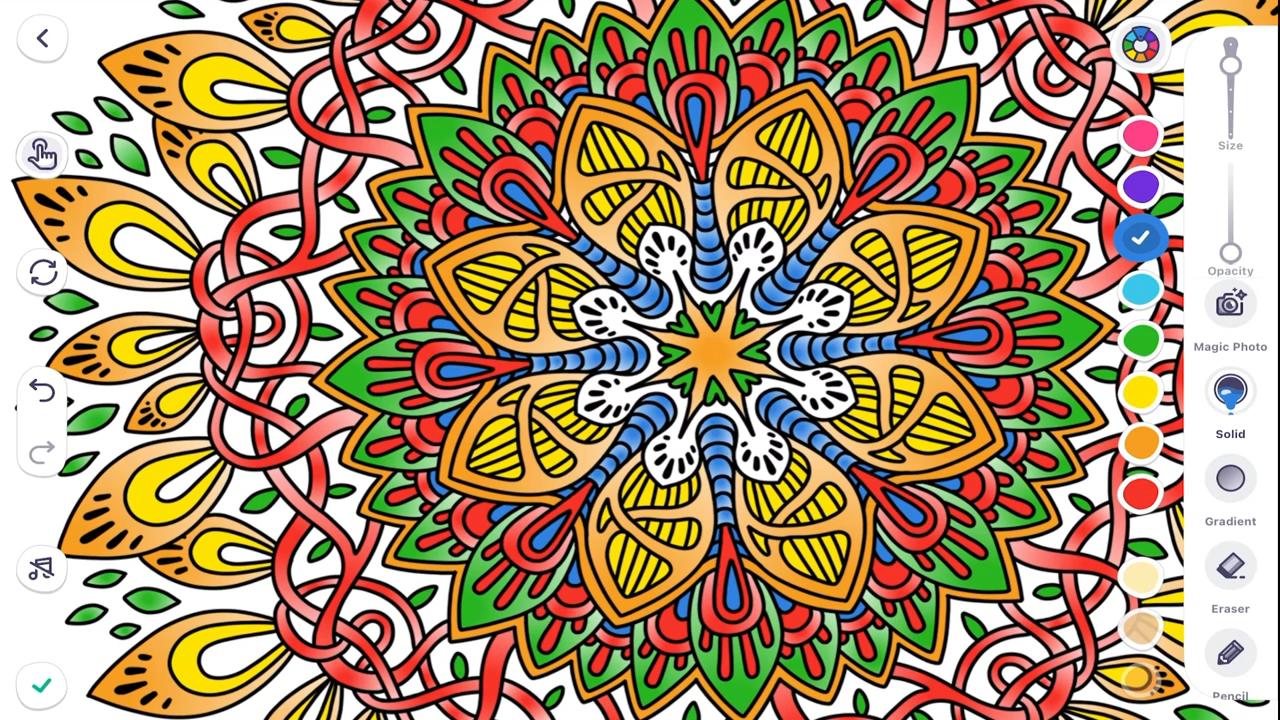 Size
Opacity
Magic Photo
Solid
Gradient
Eraser
Pencil